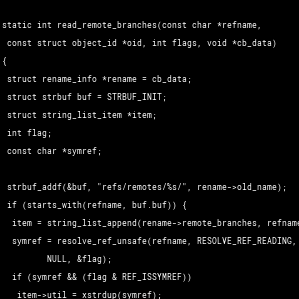 static int read_remote_branches(const char *refname,
const struct object_id *oid, int flags, void *cb_data)
{
struct rename_info *rename = cb_data;
struct strbuf buf = STRBUF_INIT;
struct string_list_item *item;
int flag;
const char *symref;
strbuf_addf(&buf, "refs/remotes/%s/", rename->old_name);
if (starts_with(refname, buf.buf)) {
item = string_list_append(rename->remote_branches, refname
symref = resolve_ref_unsafe(refname, RESOLVE_REF_READING,
NULL, &flag);
if (symref && (flag & REF_ISSYMREF))
item->util = xstrdup(symref);